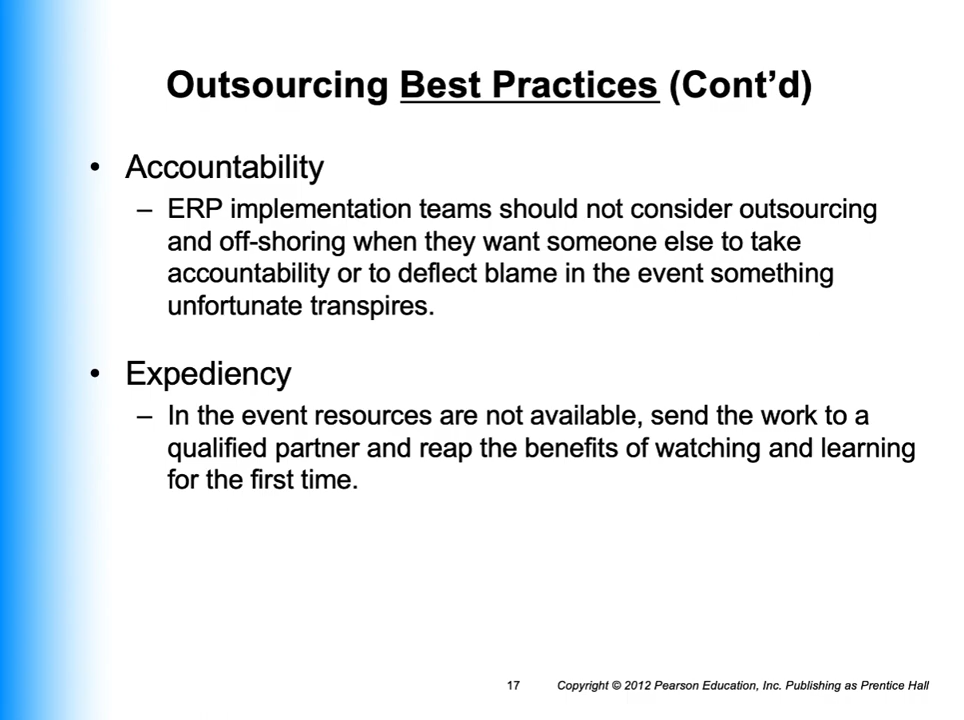 Outsourcing Best Practices (Cont’d)
• Accountability
– ERP implementation teams should not consider outsourcing
and off-shoring when they want someone else to take
accountability or to deflect blame in the event something
unfortunate transpires.
• Expediency
– In the event resources are not available, send the work to a
qualified partner and reap the benefits of watching and learning
for the first time.
17 Copyright © 2012 Pearson Education, Inc. Publishing as Prentice Hall